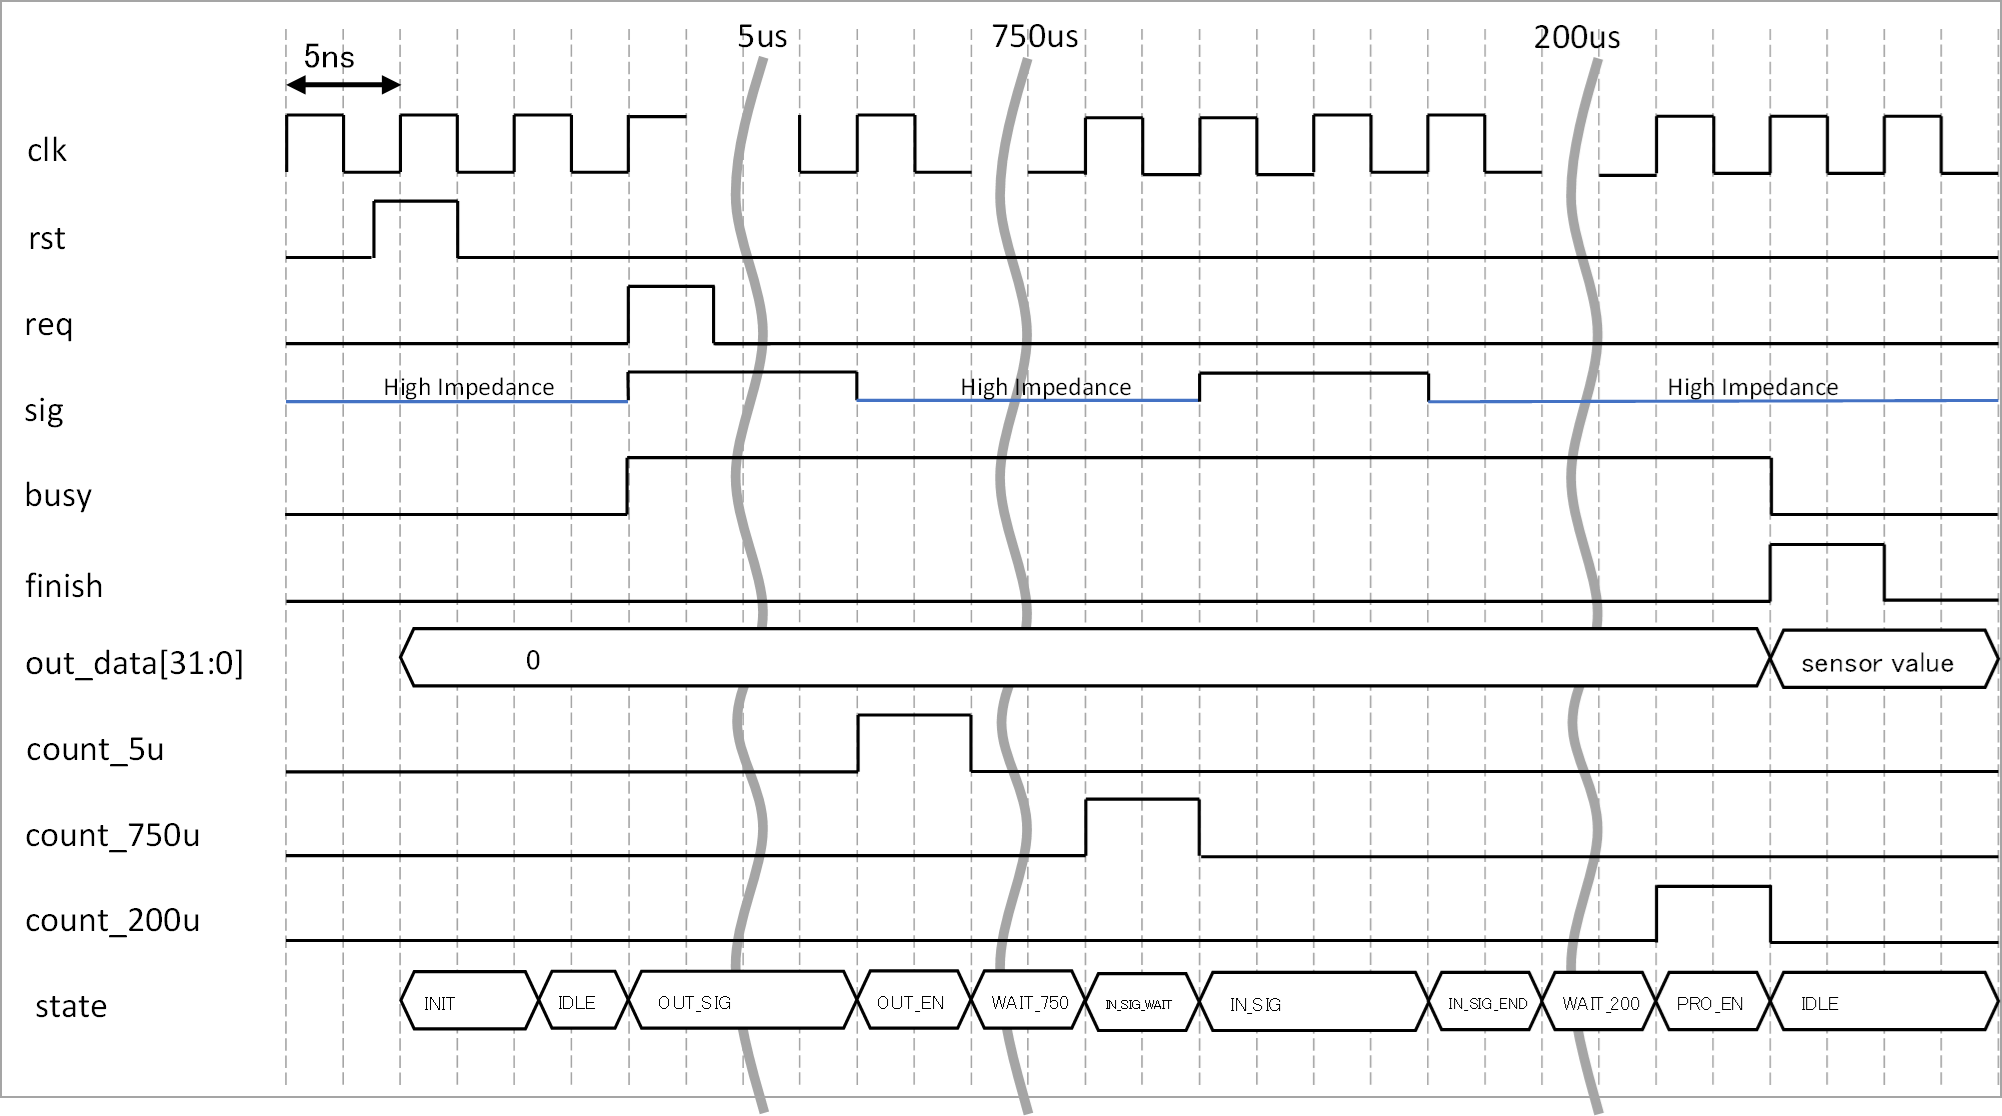 5us 750us 200us
5ns
clk
rst
req
High Impedance High Impedance High Impedance
sig
busy
finish
out_data[31:0] 0 sensor value
count_5u
count_750u
count_200u
state INIT IDLE OUT_SIG OUT_EN WAIT_750 IN_SIG_WAIT IN_SIG IN_SIG_END WAIT_200 PRO_EN IDLE